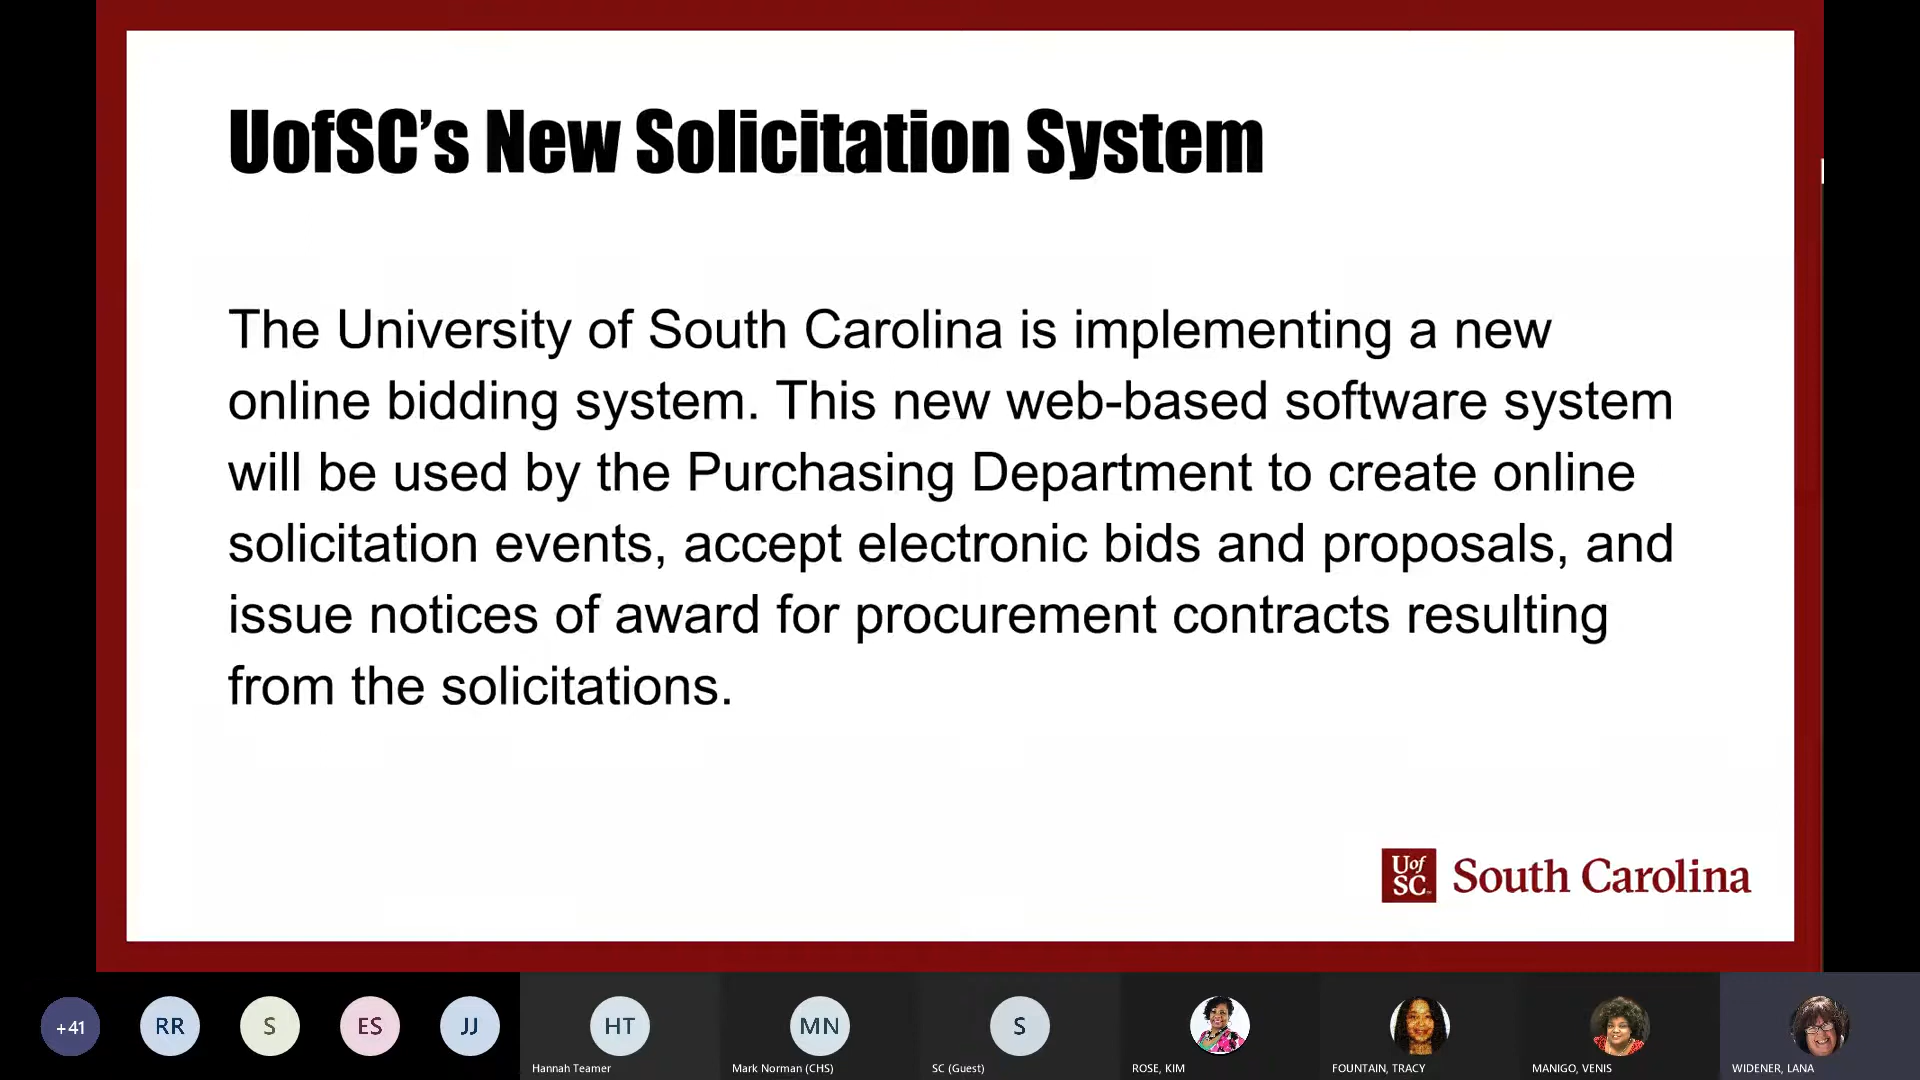 UofSC’s New Solicitation System
The University of South Carolina is implementing a new
online bidding system. This new web-based software system
will be used by the Purchasing Department to create online
solicitation events, accept electronic bids and proposals, and
issue notices of award for procurement contracts resulting
from the solicitations.
Uof
SC
South Carolina
+41
RR
S
ES
JJ
HT
MN
S
Hannah Teamer
Mark Norman (CHS)
SC (Guest)
ROSE, KIM
FOUNTAIN, TRACY
MANIGO, VENIS
WIDENER, LANA